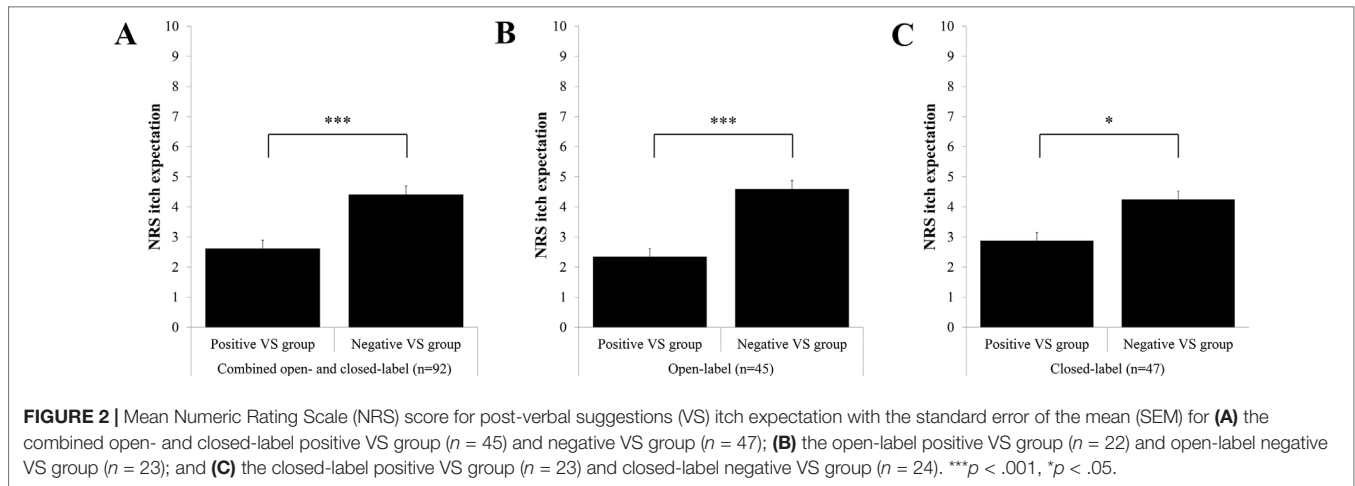 A
NRS itch expectation
10
9
8
7
6
5
4
3
2
1
0
***
Positive VS group
Negative VS group
Combined open- and closed-label (n=92)
B
NRS itch expectation
10
9
8
7
6
5
4
3
2
1
0
***
Positive VS group
Negative VS group
Open-label (n=45)
C
NRS itch expectation
10
9
8
7
6
5
4
3
2
1
0
*
Positive VS group
Negative VS group
Closed-label (n=47)
FIGURE 2 | Mean Numeric Rating Scale (NRS) score for post-verbal suggestions (VS) itch expectation with the standard error of the mean (SEM) for (A) the
combined open- and closed-label positive VS group (n = 45) and negative VS group (n = 47); (B) the open-label positive VS group (n = 22) and open-label negative
VS group (n = 23); and (C) the closed-label positive VS group (n = 23) and closed-label negative VS group (n = 24). ***p < .001, *p < .05.